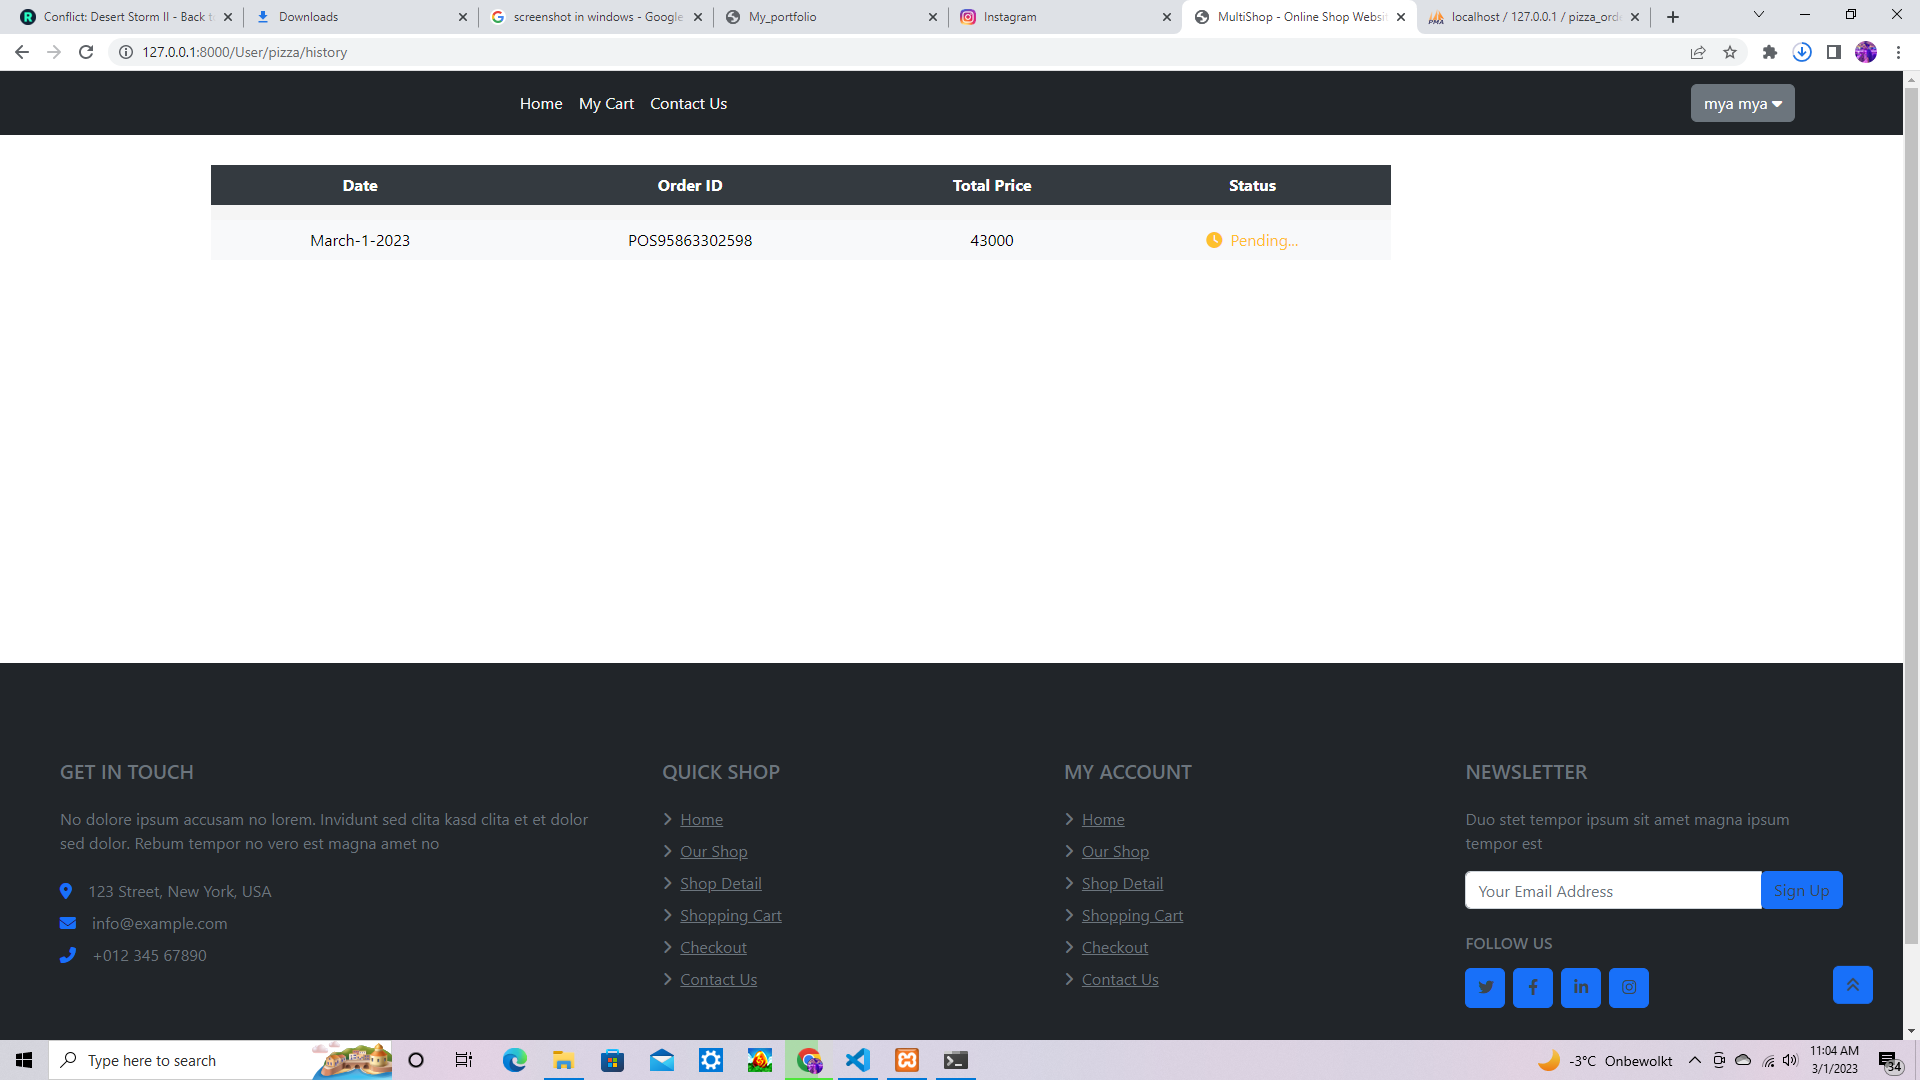 Conflict: Desert Storm II - Back t
Downloads
screenshot in windows - Google
My_portfolio
Instagram
MultiShop - Online Shop Websi
localhost / 127.0.0.1 / pizza_ord
127.0.0.1:8000/User/pizza/history
Home My Cart Contact Us
mya mya
Date Order ID Total Price Status
March-1-2023 POS95863302598 43000 Pending...
GET IN TOUCH
No dolore ipsum accusam no lorem. Invidunt sed clita kasd clita et et dolor
sed dolor. Rebum tempor no vero est magna amet no
123 Street, New York, USA
info@example.com
+012 345 67890
QUICK SHOP
Home
Our Shop
Shop Detail
Shopping Cart
Checkout
Contact Us
MY ACCOUNT
Home
Our Shop
Shop Detail
Shopping Cart
Checkout
Contact Us
NEWSLETTER
Duo stet tempor ipsum sit amet magna ipsum
tempor est
Your Email Address
Sign Up
FOLLOW US
Type here to search
-3°C Onbewolkt
11:04 AM
3/1/2023
34